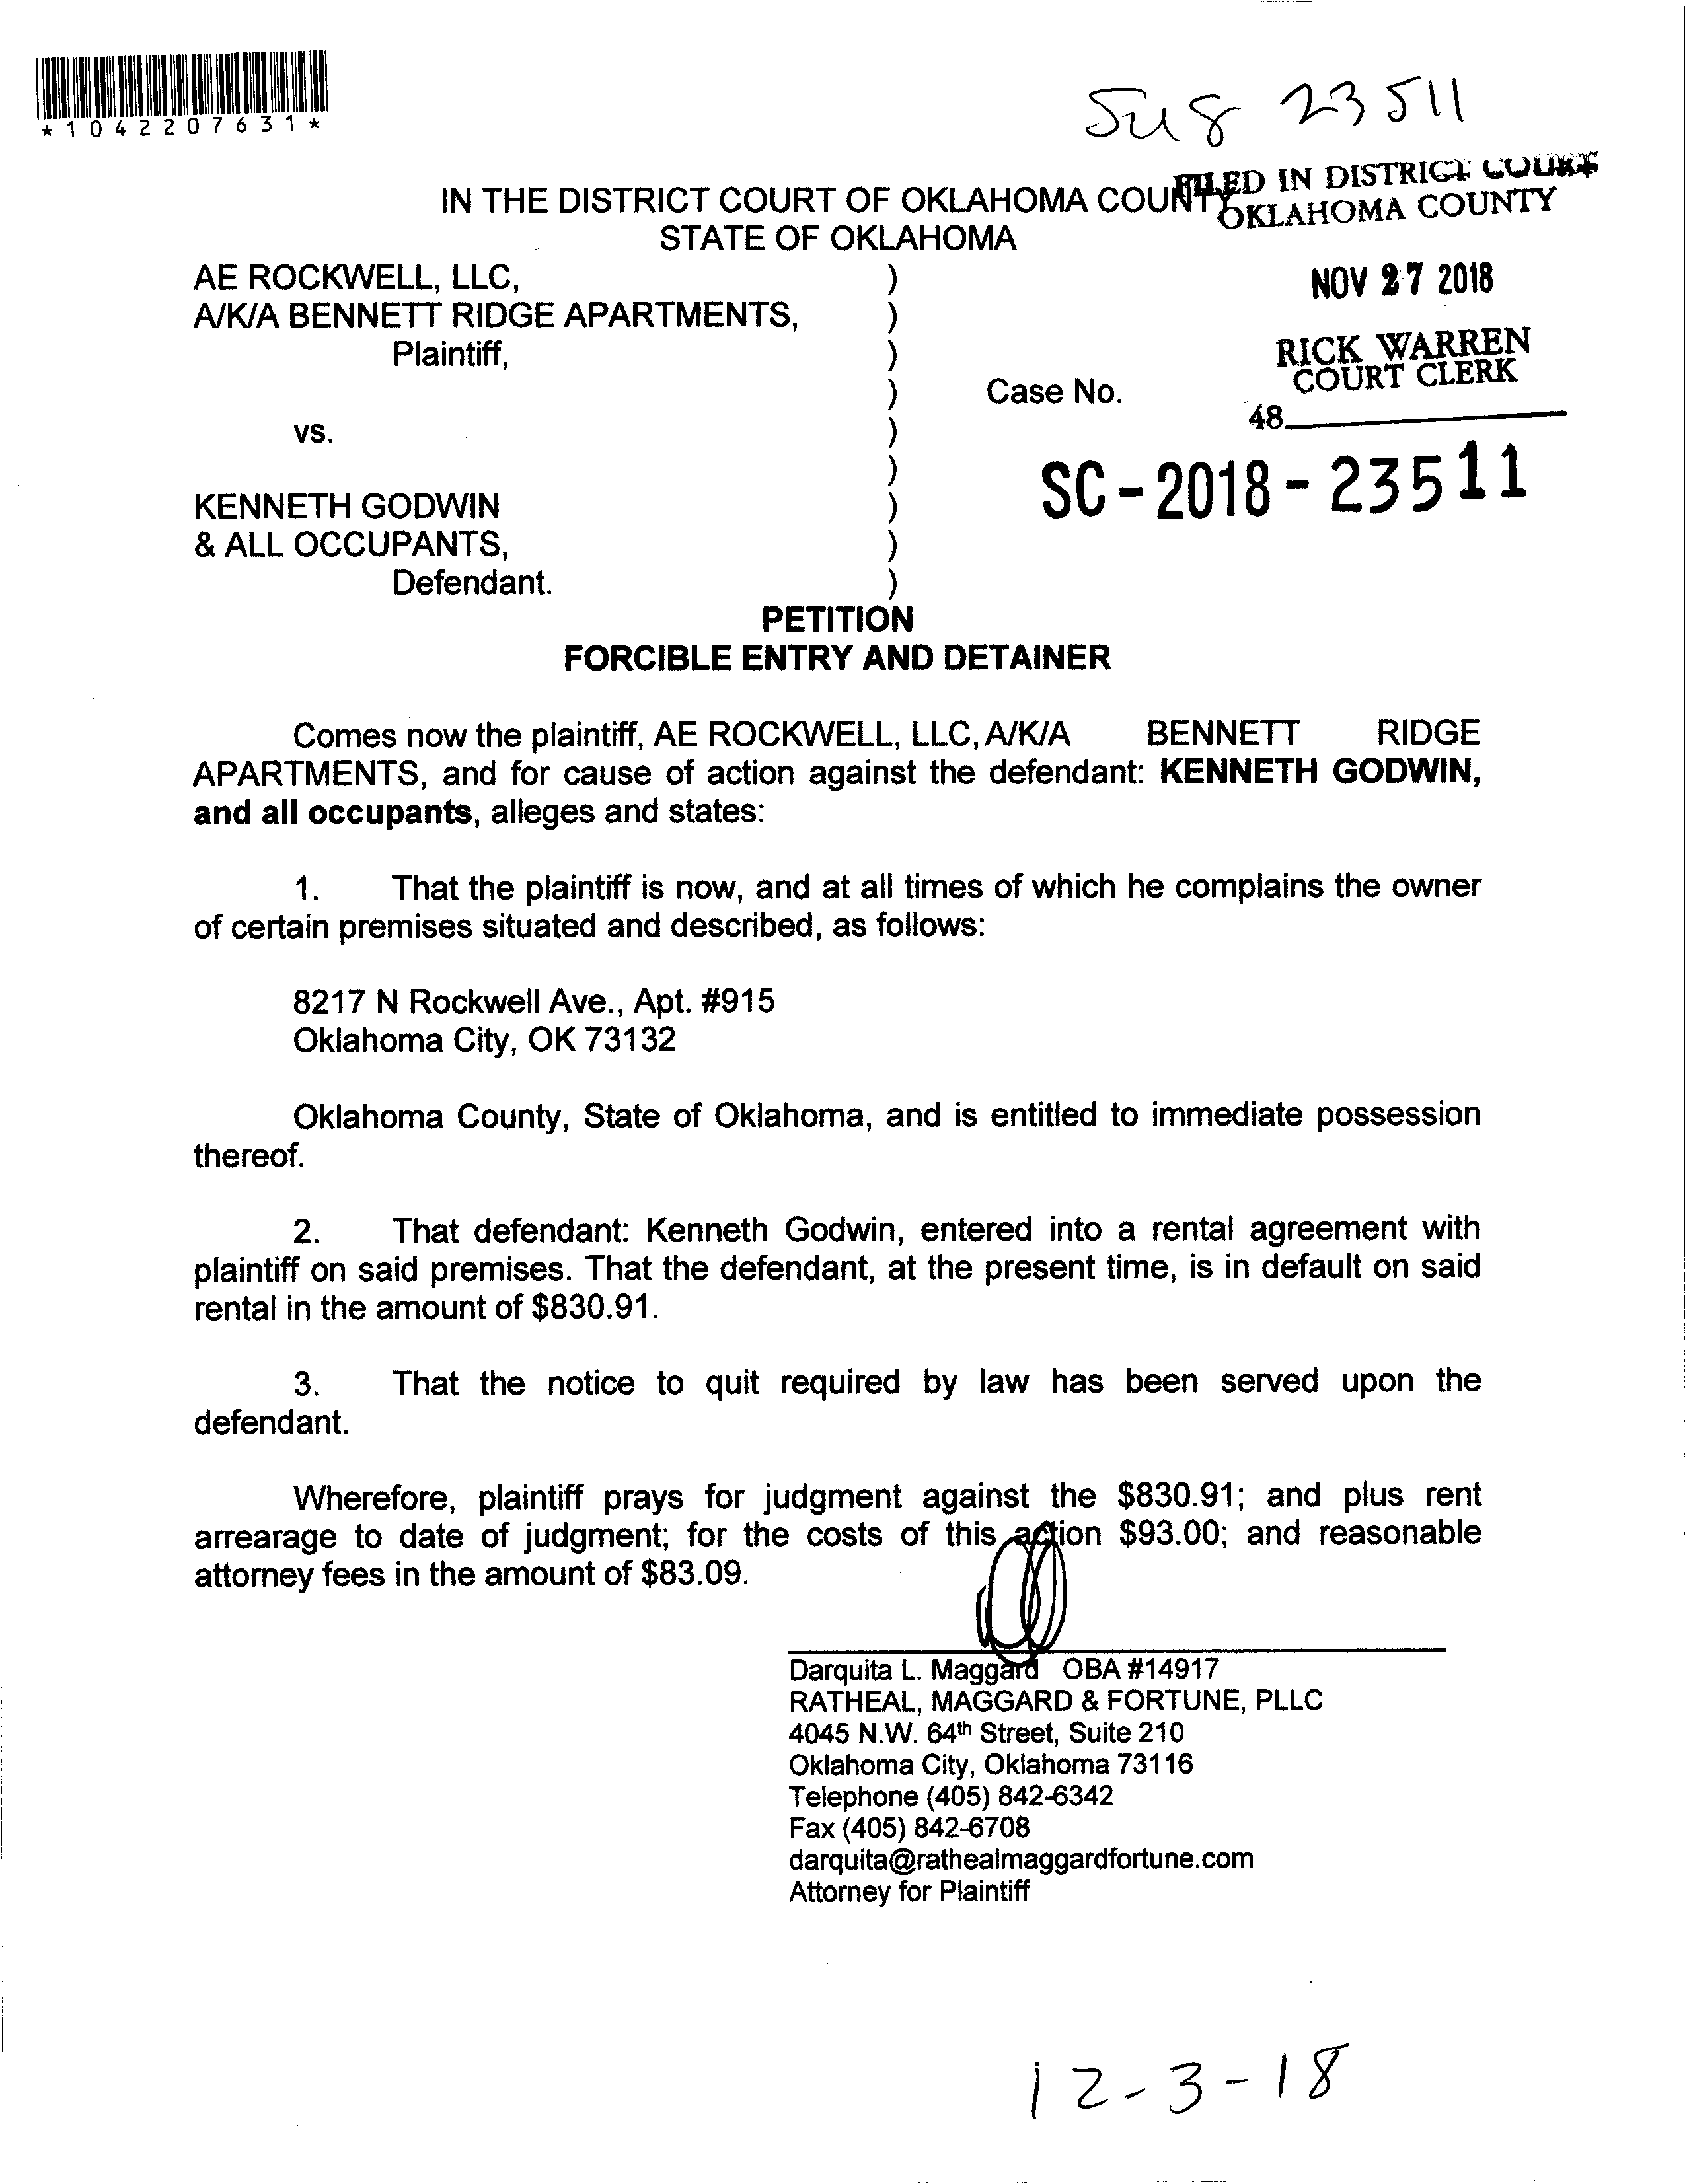 *1042207631*
23511
IN THE DISTRICT COURT OF OKLAHOMA COUNTY
STATE OF OKLAHOMA
FILED IN DISTRICT COURT
OKLAHOMA COUNTY
NOV 27 2018
RICK WARREN
COURT CLERK
48
AE ROCKWELL, LLC, )
A/K/A BENNETT RIDGE APARTMENTS, )
Plaintiff, )
) Case No.
vs. )
) SC-2018-23511
KENNETH GODWIN )
& ALL OCCUPANTS, )
Defendant. )
PETITION
FORCIBLE ENTRY AND DETAINER
Comes now the plaintiff, AE ROCKWELL, LLC, A/K/A BENNETT RIDGE
APARTMENTS, and for cause of action against the defendant: KENNETH GODWIN,
and all occupants, alleges and states:
1. That the plaintiff is now, and at all times of which he complains the owner
of certain premises situated and described, as follows:
8217 N Rockwell Ave., Apt. #915
Oklahoma City, OK 73132
Oklahoma County, State of Oklahoma, and is entitled to immediate possession
thereof.
2. That defendant: Kenneth Godwin, entered into a rental agreement with
plaintiff on said premises. That the defendant, at the present time, is in default on said
rental in the amount of $830.91.
3. That the notice to quit required by law has been served upon the
defendant.
Wherefore, plaintiff prays for judgment against the $830.91; and plus rent
arrearage to date of judgment; for the costs of this action $93.00; and reasonable
attorney fees in the amount of $83.09.
Darquita L. Maggard OBA #14917
RATHEAL, MAGGARD & FORTUNE, PLLC
4045 N.W. 64th Street, Suite 210
Oklahoma City, Oklahoma 73116
Telephone (405) 842-6342
Fax (405) 842-6708
darquita@rathealmaggardfortune.com
Attorney for Plaintiff
12-3-18